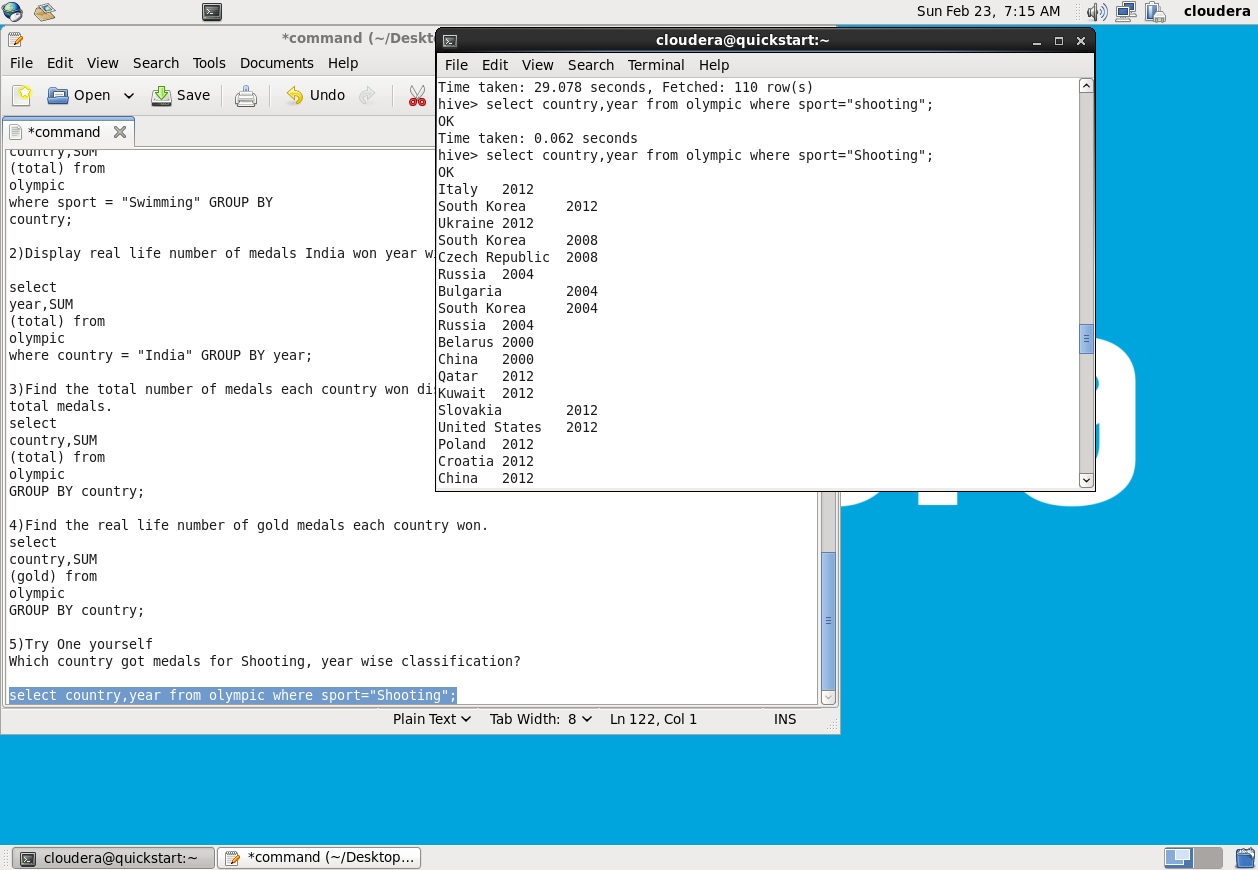 Sun Feb 23, 7:15 AM
cloudera
*command (~/Deskto
File Edit View Search Tools Documents Help
Open Save Undo
*command
country,SUM
(total) from
olympic
where sport = "Swimming" GROUP BY
country;
2)Display real life number of medals India won year w
select
year,SUM
(total) from
olympic
where country = "India" GROUP BY year;
3)Find the total number of medals each country won dis
total medals.
select
country,SUM
(total) from
olympic
GROUP BY country;
4)Find the real life number of gold medals each country won.
select
country,SUM
(gold) from
olympic
GROUP BY country;
5)Try One yourself
Which country got medals for Shooting, year wise classification?
select country,year from olympic where sport="Shooting";
Plain Text Tab Width: 8 Ln 122, Col 1 INS
cloudera@quickstart:~
File Edit View Search Terminal Help
Time taken: 29.078 seconds, Fetched: 110 row(s)
hive> select country,year from olympic where sport="shooting";
OK
Time taken: 0.062 seconds
hive> select country,year from olympic where sport="Shooting";
OK
Italy 2012
South Korea 2012
Ukraine 2012
South Korea 2008
Czech Republic 2008
Russia 2004
Bulgaria 2004
South Korea 2004
Russia 2004
Belarus 2000
China 2000
Qatar 2012
Kuwait 2012
Slovakia 2012
United States 2012
Poland 2012
Croatia 2012
China 2012
cloudera@quickstart:~
*command (~/Desktop...